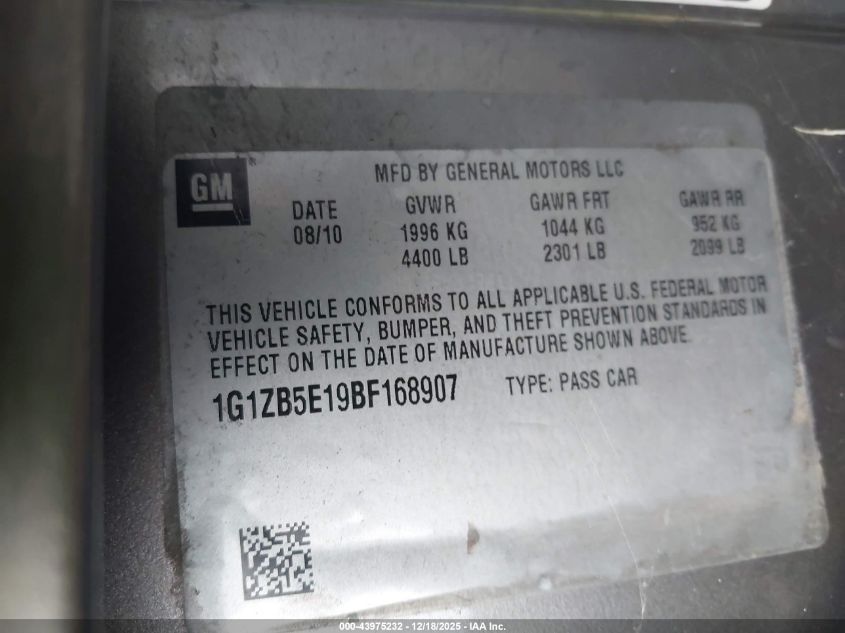 GM
MFD BY GENERAL MOTORS LLC
DATE GVWR GAWR FRT GAWR RR
08/10 1996 KG 1044 KG 952 KG
4400 LB 2301 LB 2099 LB
THIS VEHICLE CONFORMS TO ALL APPLICABLE U.S. FEDERAL MOTOR
VEHICLE SAFETY, BUMPER, AND THEFT PREVENTION STANDARDS IN
EFFECT ON THE DATE OF MANUFACTURE SHOWN ABOVE.
1G1ZB5E19BF168907 TYPE: PASS CAR
000-43975232 - 12/18/2025 - IAA Inc.